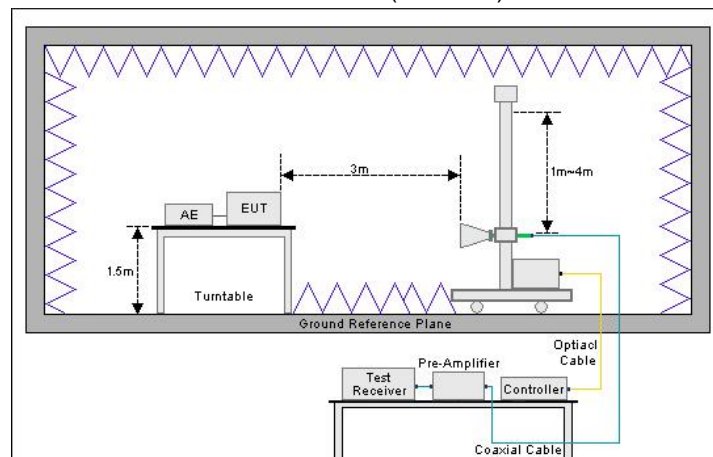 3m
1m~4m
AE
EUT
1.5m
Turntable
Ground Reference Plane
Optiacl
Cable
Pre-Amplifier
Test
Receiver
Controller
Coaxial Cable